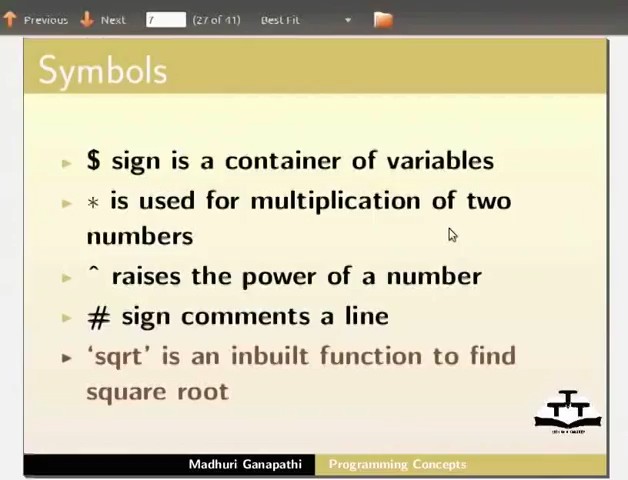 Previous Next 7 (27 of 41) Best Fit
Symbols
$ sign is a container of variables
* is used for multiplication of two
numbers
^ raises the power of a number
# sign comments a line
‘sqrt’ is an inbuilt function to find
square root
Madhuri Ganapathi Programming Concepts